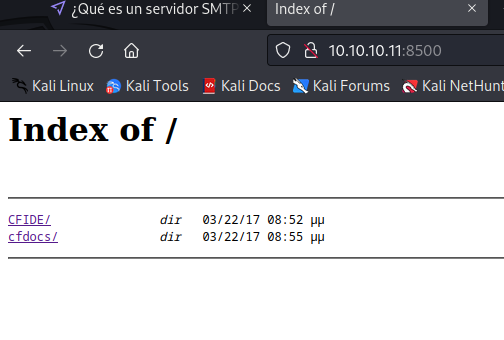 ¿Qué es un servidor SMTP
Index of /
10.10.10.11:8500
Kali Linux
Kali Tools
Kali Docs
Kali Forums
Kali NetHunt
Index of /
CFIDE/ dir 03/22/17 08:52 μμ
cfdocs/ dir 03/22/17 08:55 μμ